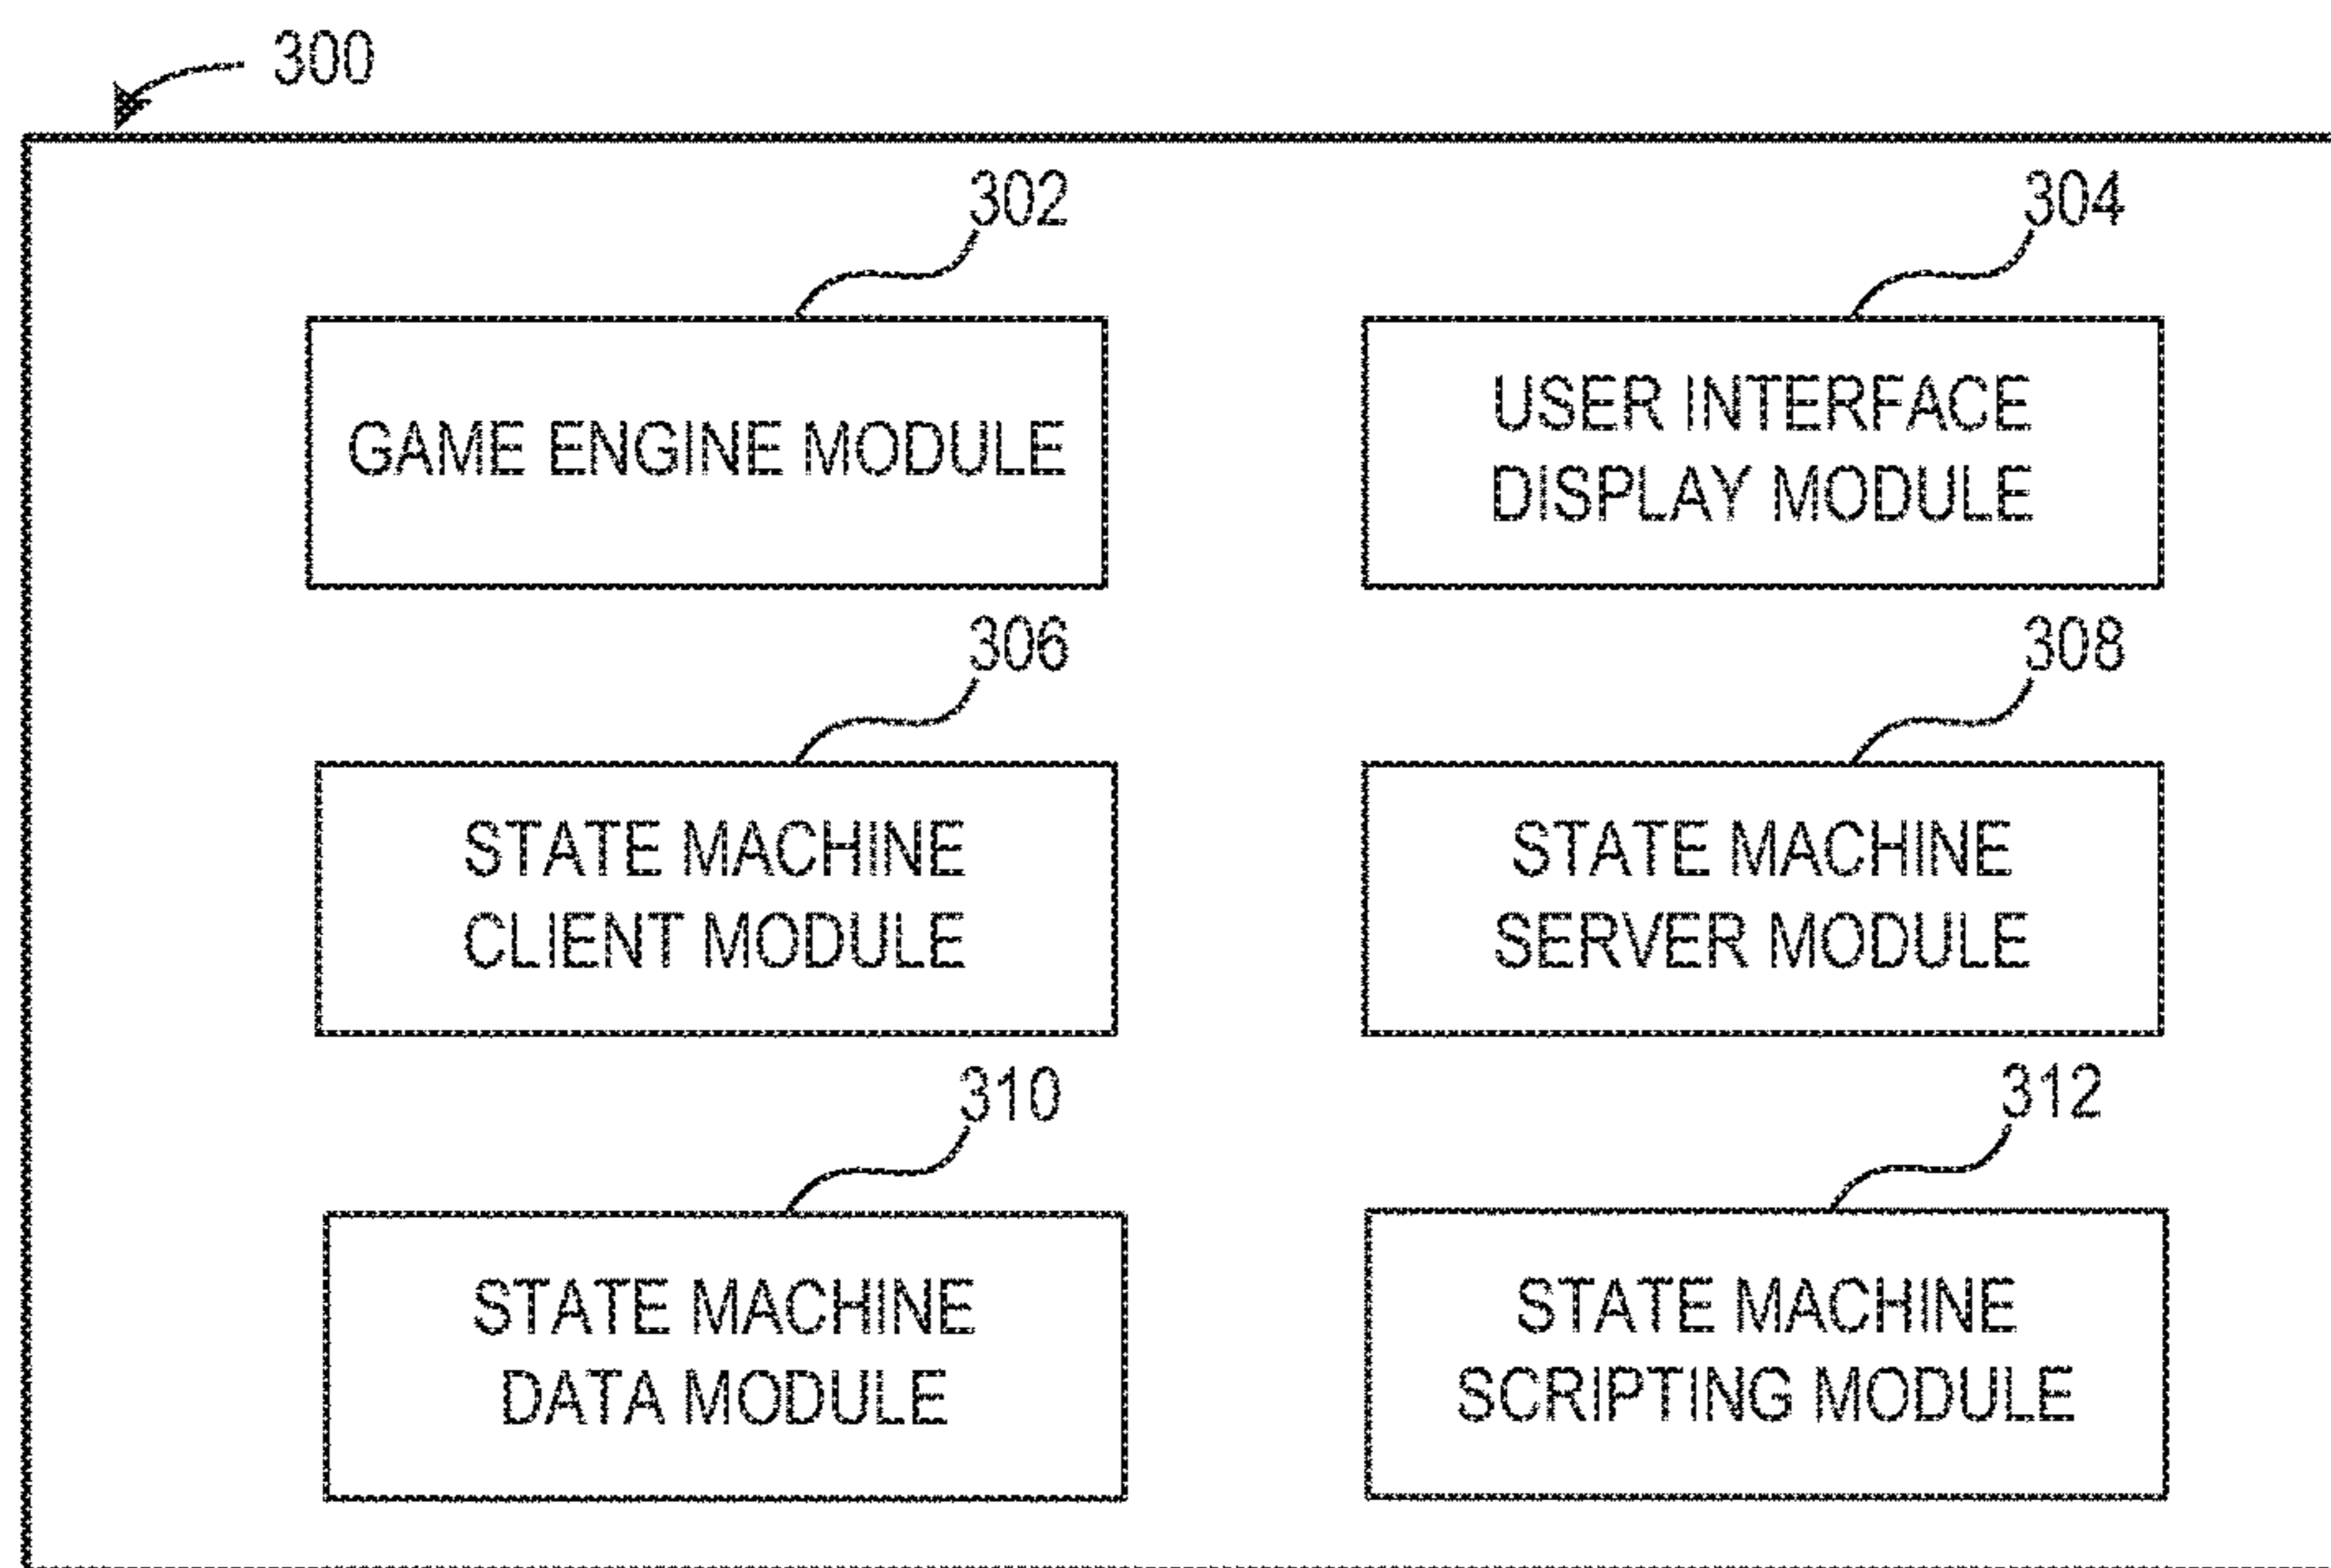 300
302
304
GAME ENGINE MODULE
USER INTERFACE
DISPLAY MODULE
306
308
STATE MACHINE
CLIENT MODULE
STATE MACHINE
SERVER MODULE
310
312
STATE MACHINE
DATA MODULE
STATE MACHINE
SCRIPTING MODULE